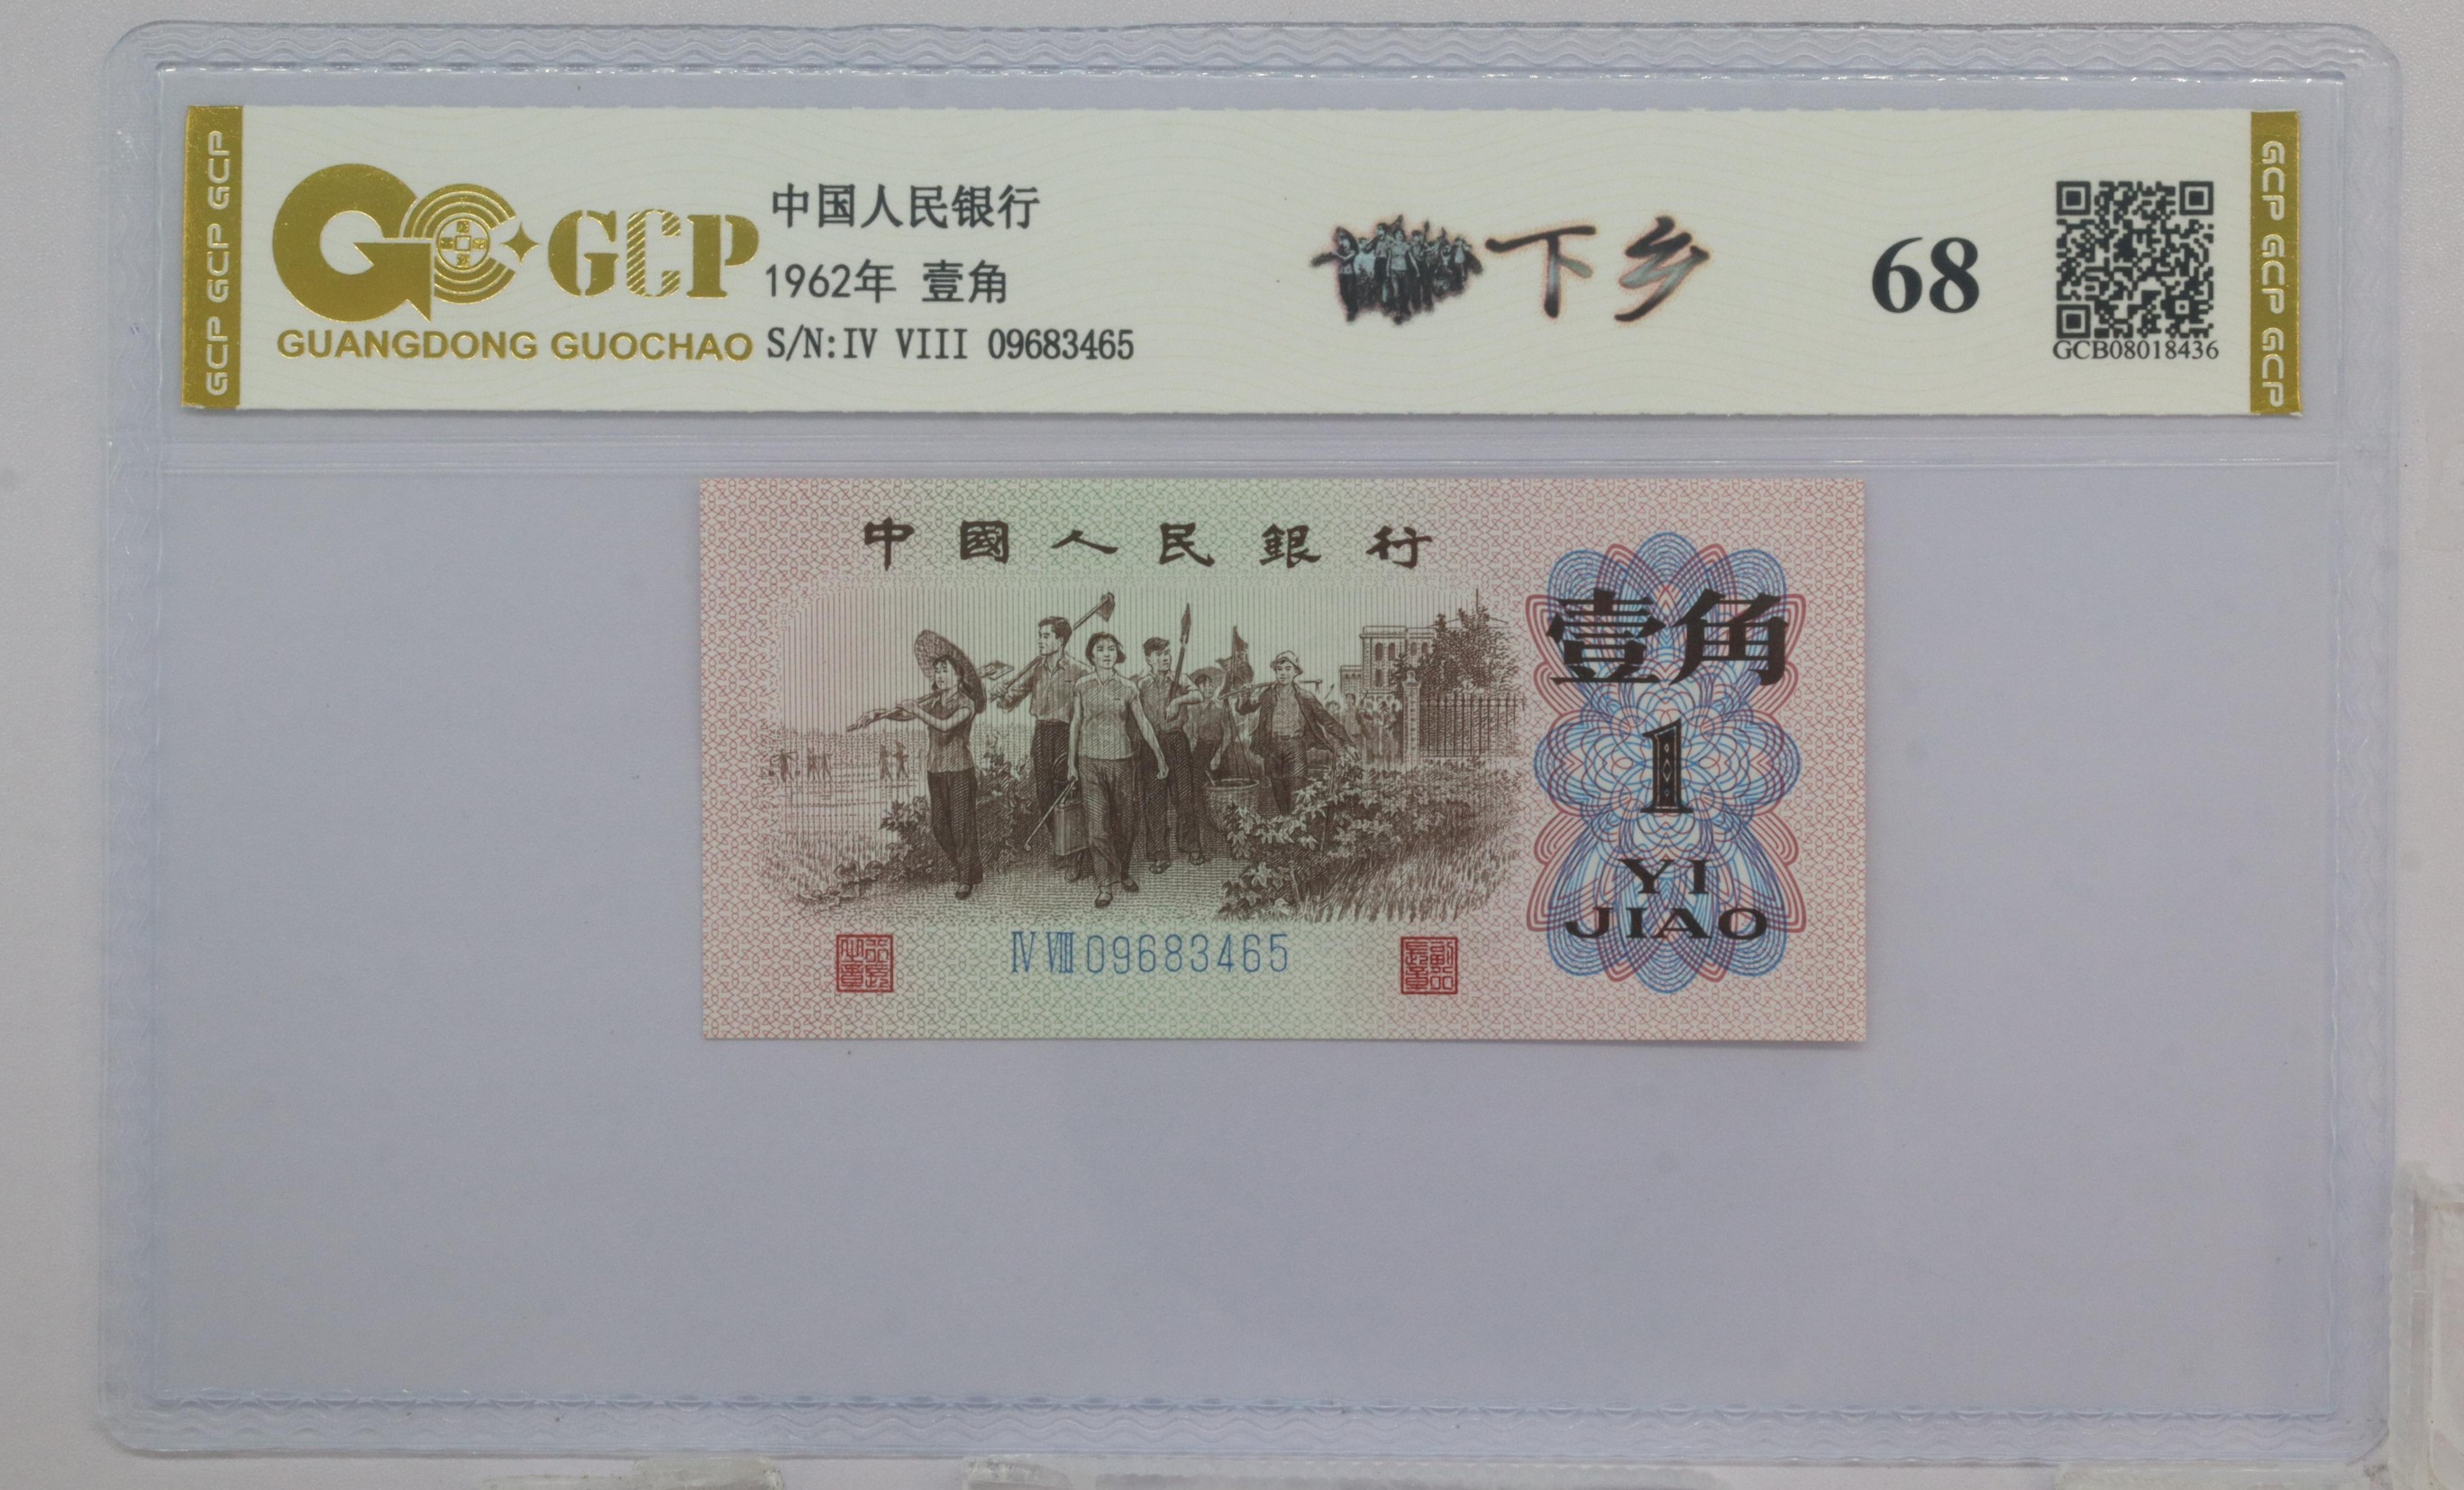 GCP GCP GCP
GCP
GUANGDONG GUOCHAO
中国人民银行
1962年 壹角
S/N:IV VIII 09683465
下乡
68
GCB08018436
GCP GCP GCP
中國人民銀行
壹角
1
YI
JIAO
Ⅳ Ⅷ 09683465